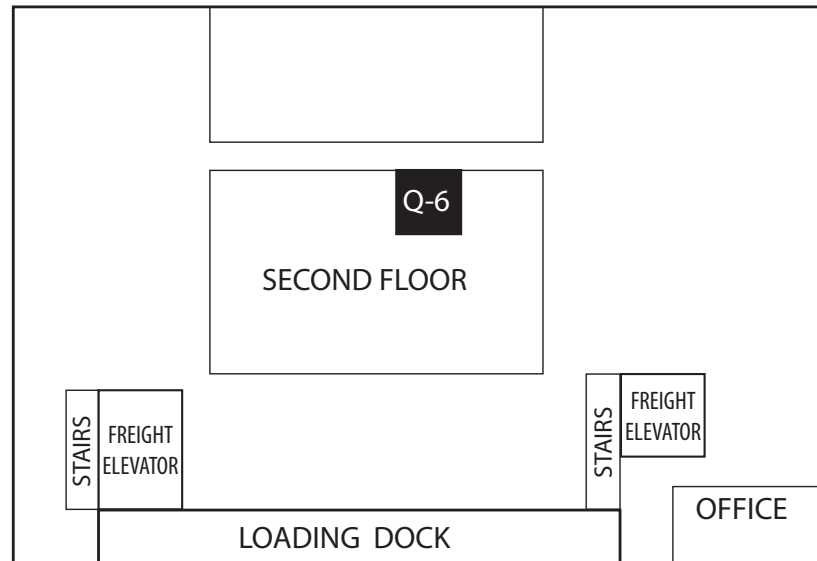 Q-6
SECOND FLOOR
STAIRS
FREIGHT
ELEVATOR
STAIRS
FREIGHT
ELEVATOR
OFFICE
LOADING DOCK